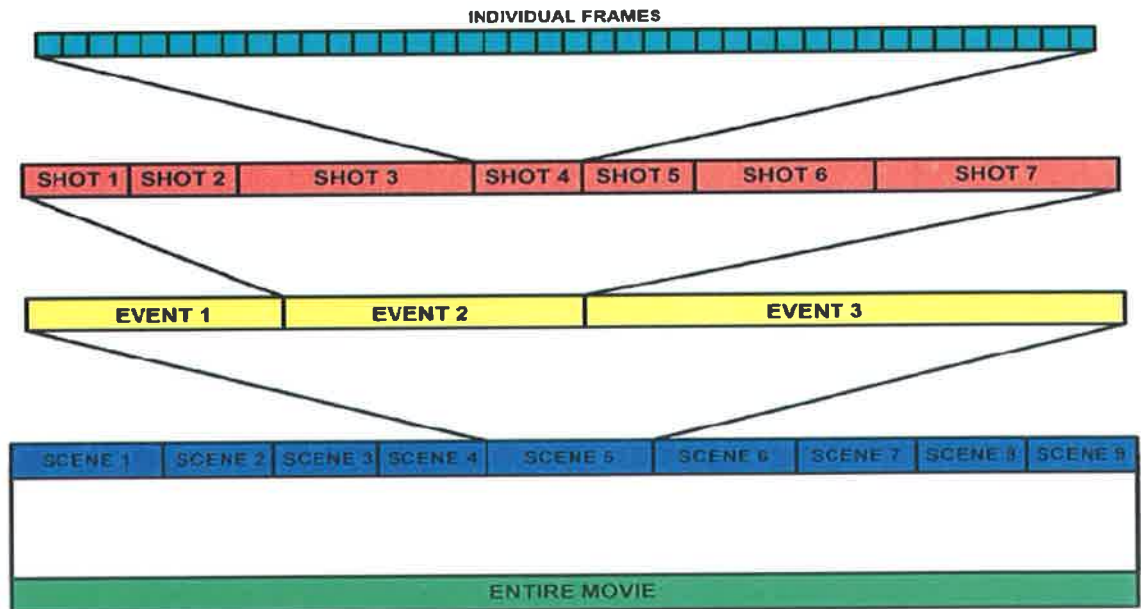 INDIVIDUAL FRAMES
SHOT 1 SHOT 2 SHOT 3 SHOT 4 SHOT 5 SHOT 6 SHOT 7
EVENT 1 EVENT 2 EVENT 3
SCENE 1 SCENE 2 SCENE 3 SCENE 4 SCENE 5 SCENE 6 SCENE 7 SCENE 8 SCENE 9
ENTIRE MOVIE